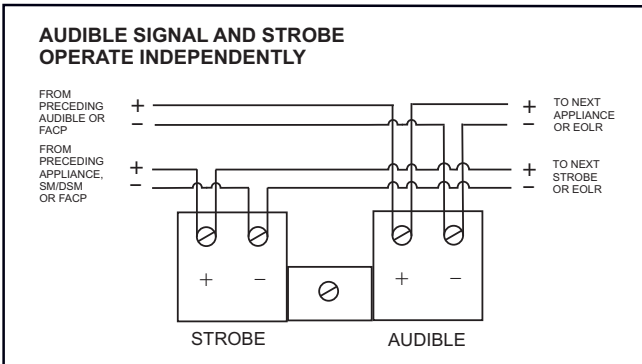 AUDIBLE SIGNAL AND STROBE
OPERATE INDEPENDENTLY
FROM
PRECEDING
AUDIBLE OR
FACP
+
−
TO NEXT
APPLIANCE
OR EOLR
+
−
FROM
PRECEDING
APPLIANCE,
SM/DSM
OR FACP
+
−
TO NEXT
STROBE
OR EOLR
+
−
+ −
+ −
STROBE
AUDIBLE